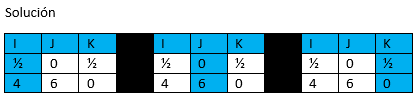 Solución
I J K I J K I J K
½ 0 ½ ½ 0 ½ ½ 0 ½
4 6 0 4 6 0 4 6 0